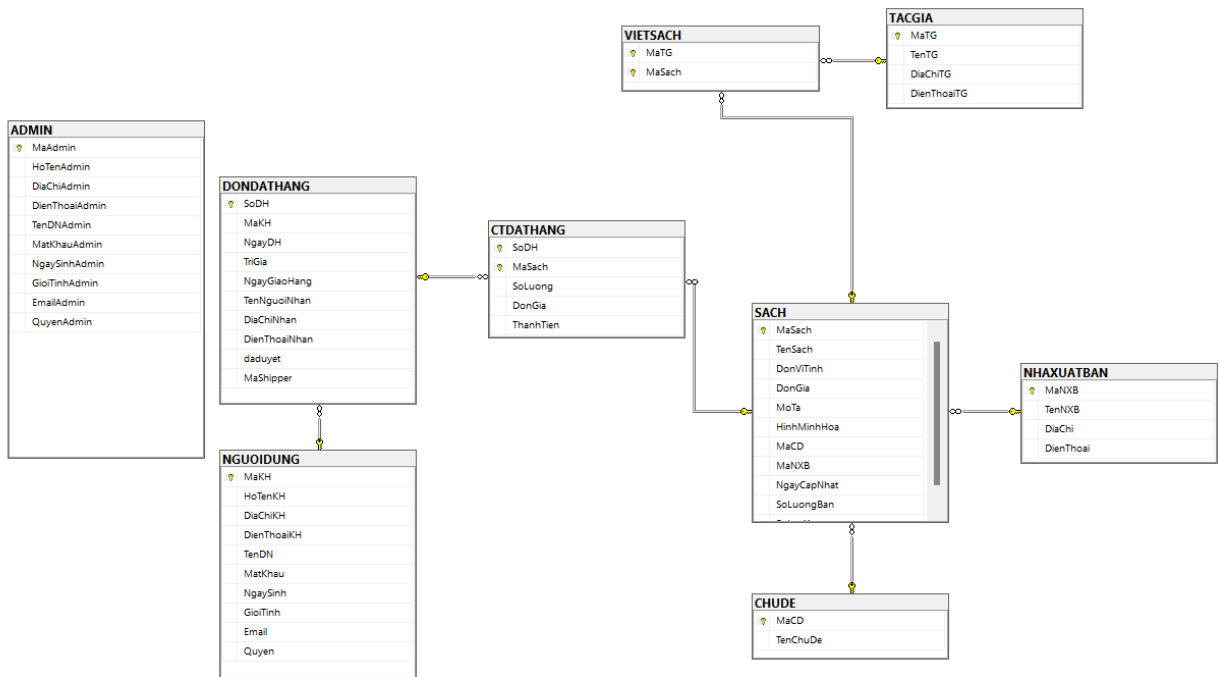 VIETSACH
MaTG
MaSach
TACGIA
MaTG
TenTG
DiaChiTG
DienThoaiTG
ADMIN
MaAdmin
HoTenAdmin
DiaChiAdmin
DienThoaiAdmin
TenDNAdmin
MatKhauAdmin
NgaySinhAdmin
GioiTinhAdmin
EmailAdmin
QuyenAdmin
DONDATHANG
SoDH
MaKH
NgayDH
TriGia
NgayGiaoHang
TenNguoiNhan
DiaChiNhan
DienThoaiNhan
daduyet
MaShipper
CTDATHANG
SoDH
MaSach
SoLuong
DonGia
ThanhTien
SACH
MaSach
TenSach
DonViTinh
DonGia
MoTa
HinhMinhHoa
MaCD
MaNXB
NgayCapNhat
SoLuongBan
NHAXUATBAN
MaNXB
TenNXB
DiaChi
DienThoai
NGUOIDUNG
MaKH
HoTenKH
DiaChiKH
DienThoaiKH
TenDN
MatKhau
NgaySinh
GioiTinh
Email
Quyen
CHUDE
MaCD
TenChuDe